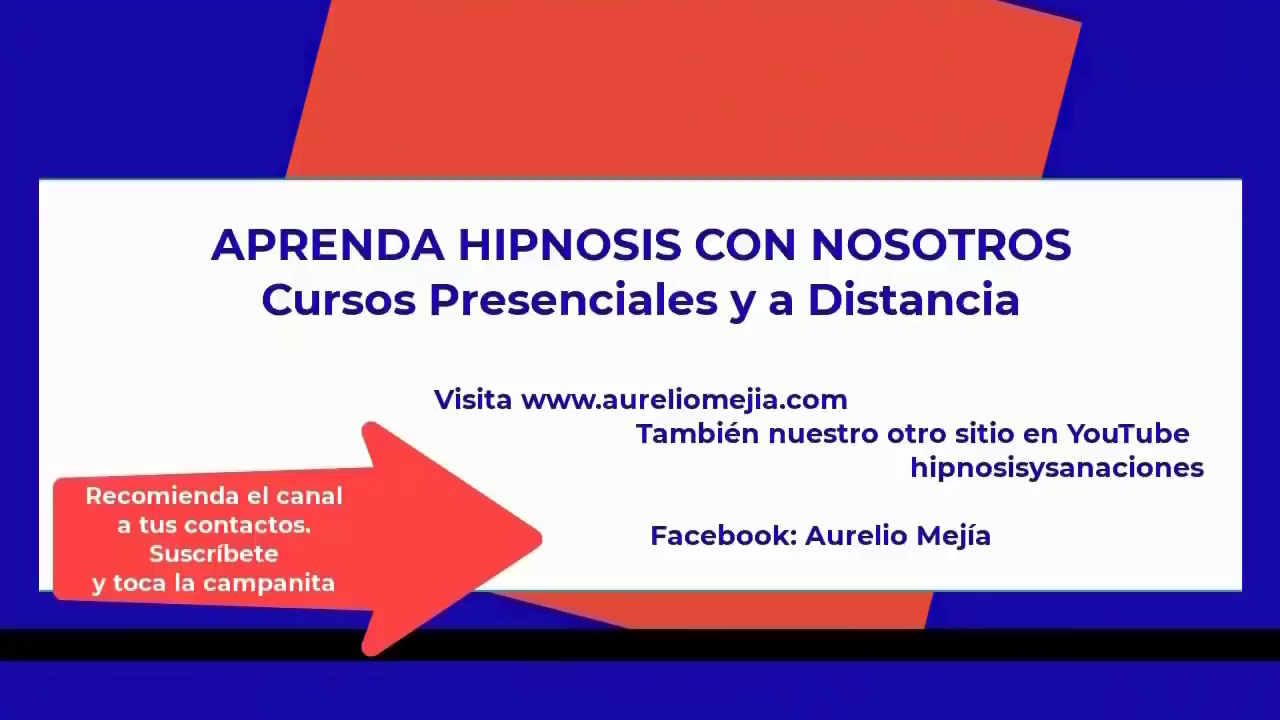 APRENDA HIPNOSIS CON NOSOTROS
Cursos Presenciales y a Distancia
Visita www.aureliomejia.com
También nuestro otro sitio en YouTube
hipnosisysanaciones
Facebook: Aurelio Mejía
Recomienda el canal
a tus contactos.
Suscríbete
y toca la campanita